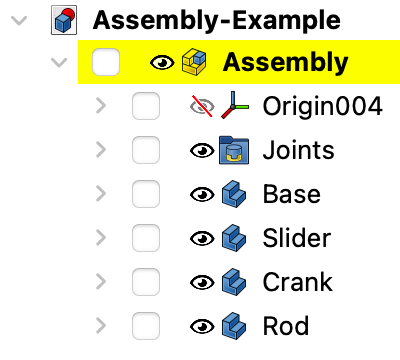 Assembly-Example
Assembly
Origin004
Joints
Base
Slider
Crank
Rod